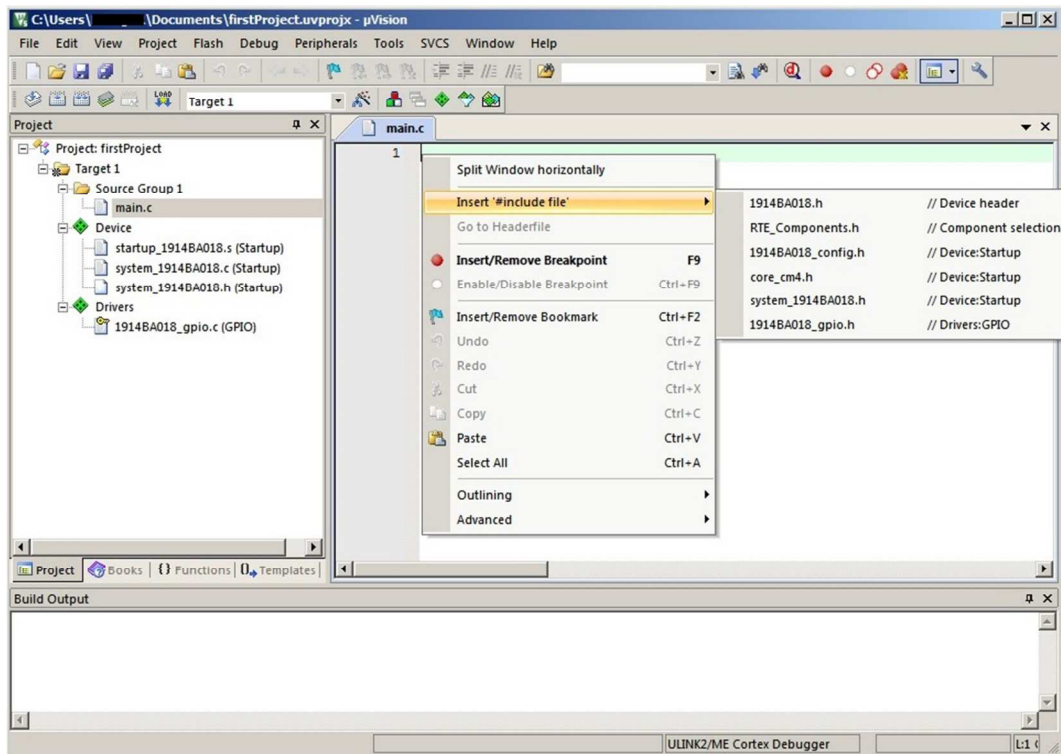 C:\Users\ .\Documents\firstProject.uvprojx - µVision
File Edit View Project Flash Debug Peripherals Tools SVCS Window Help
LOAD Target 1
Project
main.c
Project: firstProject
Target 1
Source Group 1
main.c
Device
startup_1914BA018.s (Startup)
system_1914BA018.c (Startup)
system_1914BA018.h (Startup)
Drivers
1914BA018_gpio.c (GPIO)
1
Split Window horizontally
Insert '#include file'
Go to Headerfile
Insert/Remove Breakpoint F9
Enable/Disable Breakpoint Ctrl+F9
Insert/Remove Bookmark Ctrl+F2
Undo Ctrl+Z
Redo Ctrl+Y
Cut Ctrl+X
Copy Ctrl+C
Paste Ctrl+V
Select All Ctrl+A
Outlining
Advanced
1914BA018.h // Device header
RTE_Components.h // Component selection
1914BA018_config.h // Device:Startup
core_cm4.h // Device:Startup
system_1914BA018.h // Device:Startup
1914BA018_gpio.h // Drivers:GPIO
Project Books {} Functions 0 Templates
Build Output
ULINK2/ME Cortex Debugger L:1